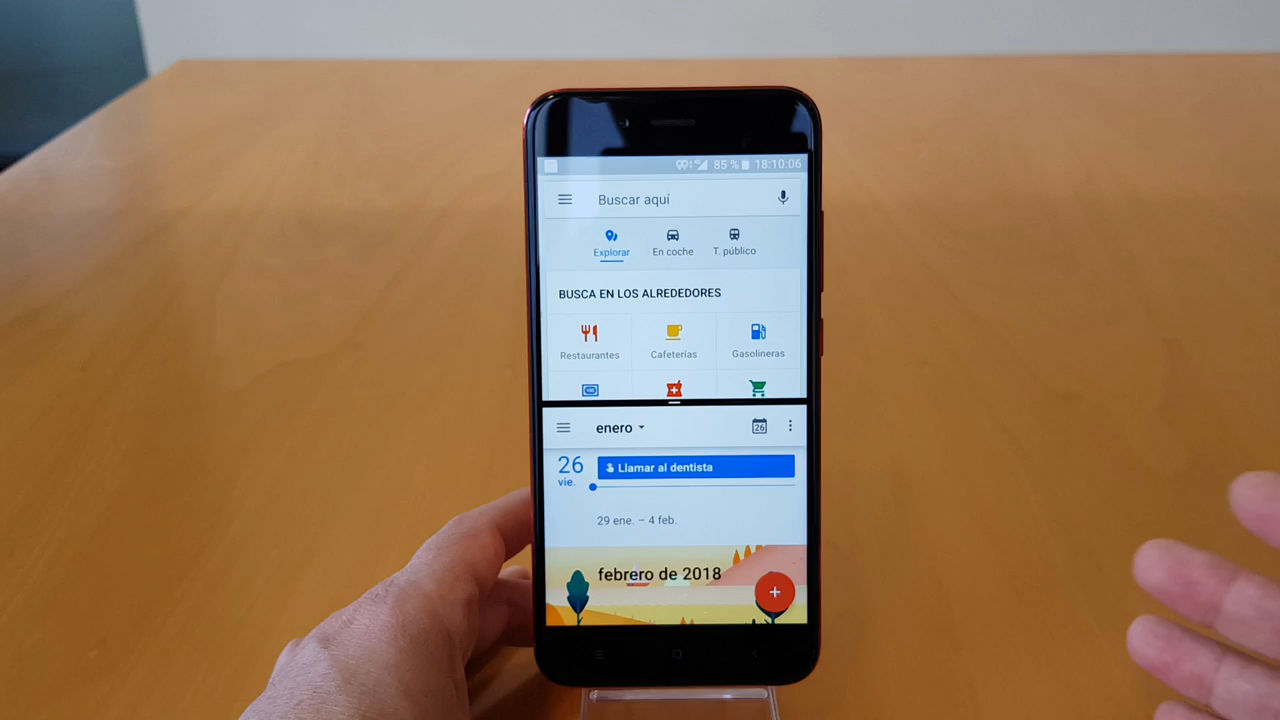 85 % 18:10:06
Buscar aquí
Explorar En coche T. público
BUSCA EN LOS ALREDEDORES
Restaurantes Cafeterías Gasolineras
enero 26
26 Llamar al dentista
vie.
29 ene. – 4 feb.
febrero de 2018
+